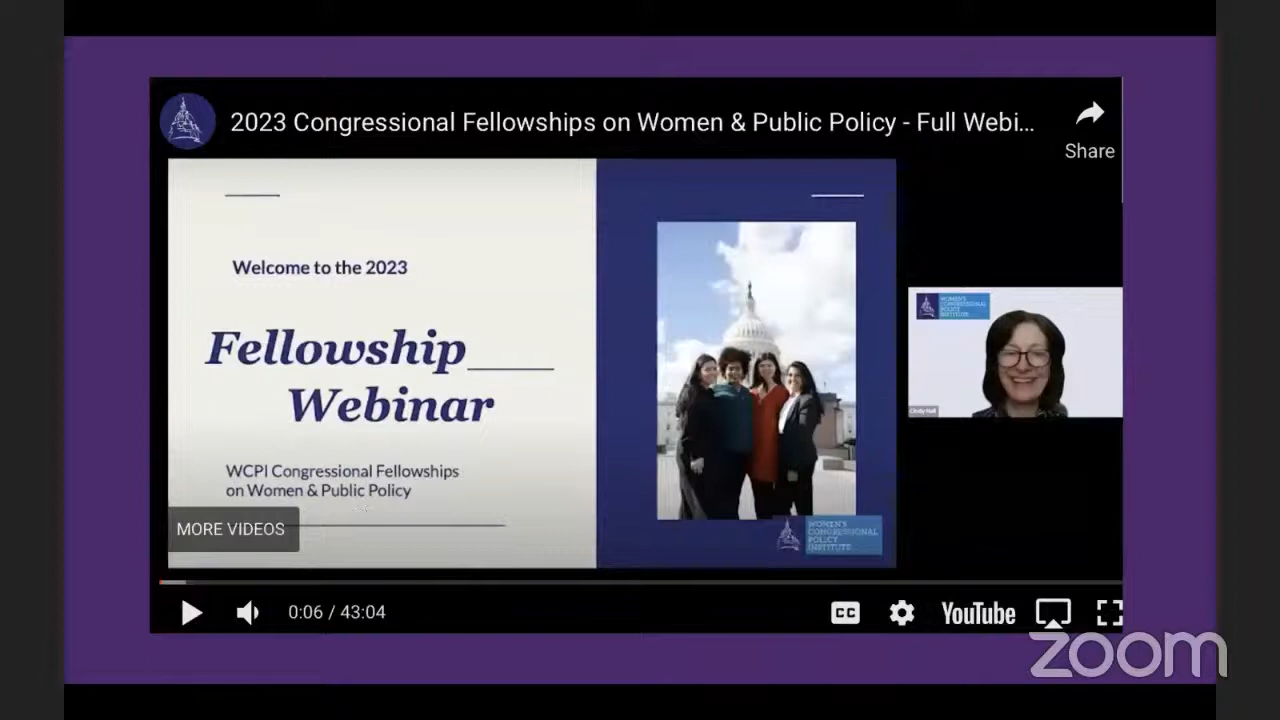 2023 Congressional Fellowships on Women & Public Policy - Full Webi...
Share
Welcome to the 2023
Fellowship
Webinar
WCPI Congressional Fellowships
on Women & Public Policy
MORE VIDEOS
WOMEN'S
CONGRESSIONAL
POLICY
INSTITUTE
WOMEN'S
CONGRESSIONAL
POLICY
INSTITUTE
Cindy Hall
0:06 / 43:04
CC
YouTube
zoom